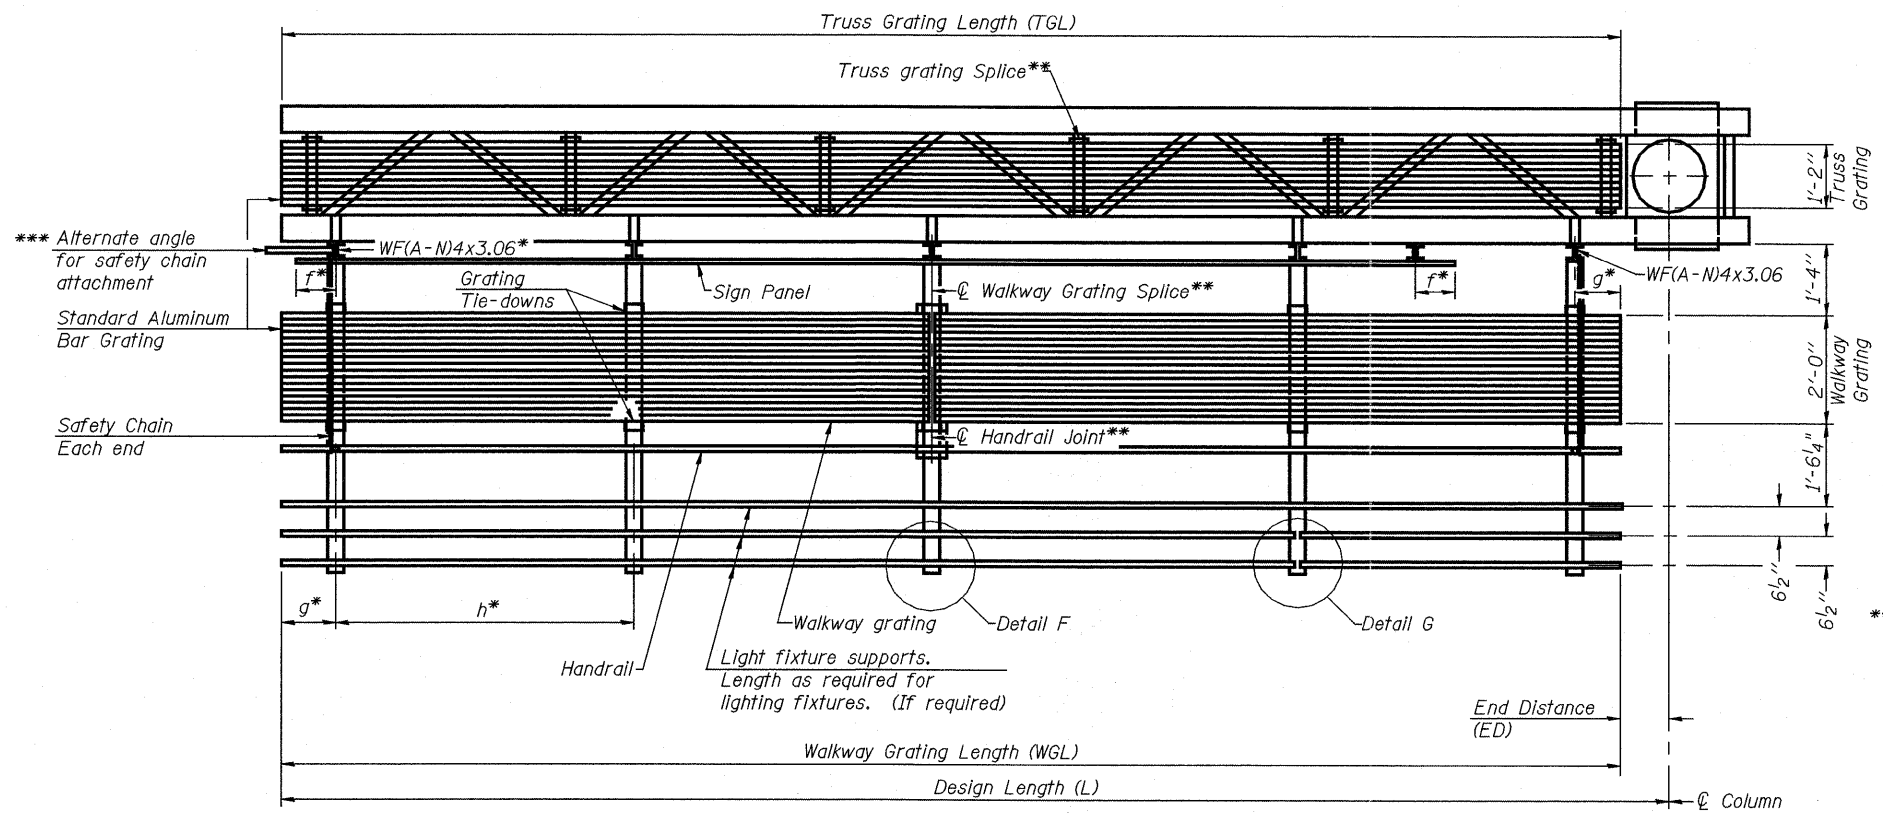 Truss Grating Length (TGL)
Truss grating Splice**
1'-2"
Truss
Grating
*** Alternate angle
for safety chain
attachment
WF(A-N)4x3.06*
WF(A-N)4x3.06
f*
Grating
Tie-downs
Sign Panel
℄ Walkway Grating Splice**
f*
g*
1'-4"
Standard Aluminum
Bar Grating
2'-0"
Walkway
Grating
Safety Chain
Each end
℄ Handrail Joint**
1'-6¼"
6½"
6½"
g*
h*
Walkway grating
Detail F
Detail G
Handrail
Light fixture supports.
Length as required for
lighting fixtures. (If required)
End Distance
(ED)
Walkway Grating Length (WGL)
Design Length (L)
℄ Column